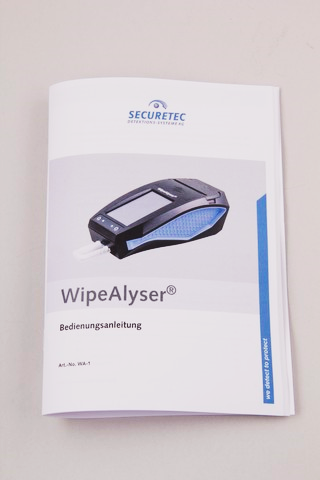 SECURETEC
DETEKTIONS-SYSTEME AG
WipeAlyser®
Bedienungsanleitung
Art.-No. WA-1
we detect to protect